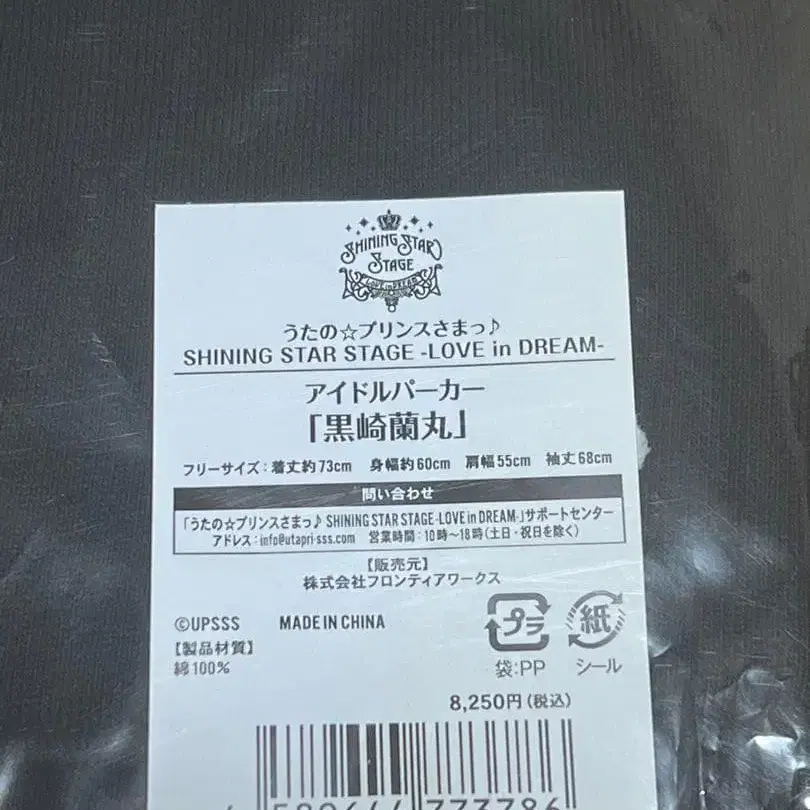 SHINING STAR
STAGE
LOVE in DREAM
うたの☆プリンスさまっ♪
SHINING STAR STAGE -LOVE in DREAM-
アイドルパーカー
「黒崎蘭丸」
フリーサイズ：着丈約73cm 身幅約60cm 肩幅55cm 袖丈68cm
問い合わせ
「うたの☆プリンスさまっ♪ SHINING STAR STAGE -LOVE in DREAM-」サポートセンター
アドレス：info@utapri-sss.com 営業時間：10時～18時（土日・祝日を除く）
【販売元】
株式会社フロンティアワークス
©UPSSS MADE IN CHINA
プラ 紙
【製品材質】
綿100%
袋:PP シール
8,250円（税込）
4 580644 773786